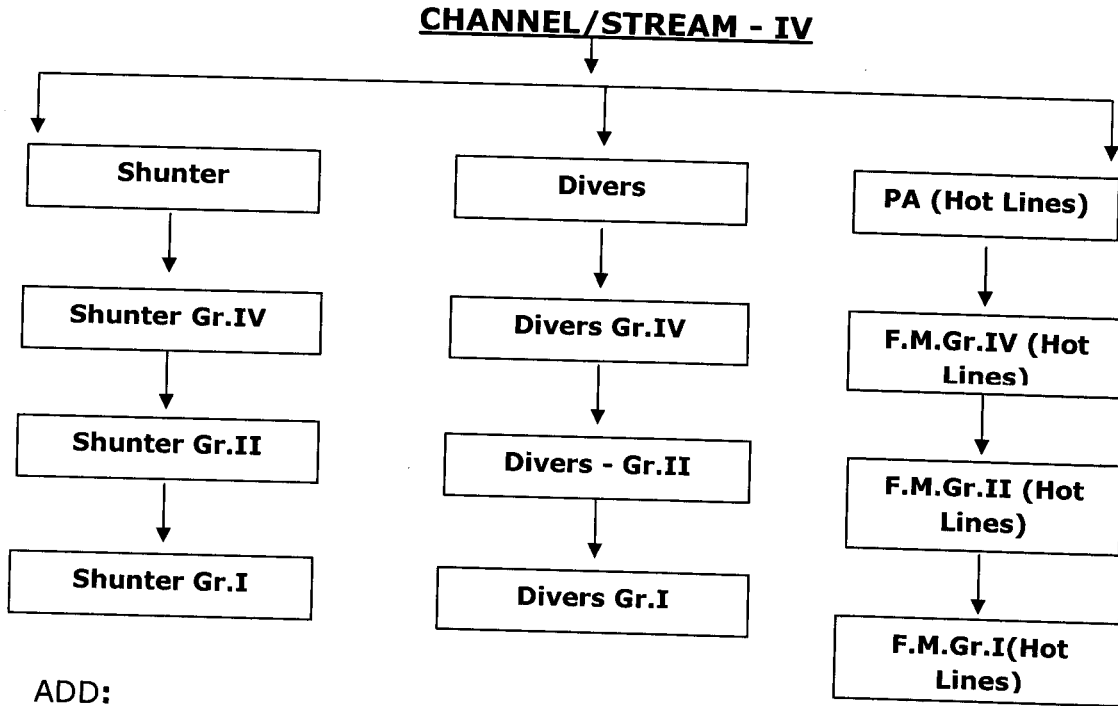 CHANNEL/STREAM - IV
Shunter
Divers
PA (Hot Lines)
Shunter Gr.IV
Divers Gr.IV
F.M.Gr.IV (Hot
Lines)
Shunter Gr.II
Divers - Gr.II
F.M.Gr.II (Hot
Lines)
Shunter Gr.I
Divers Gr.I
F.M.Gr.I(Hot
Lines)
ADD: